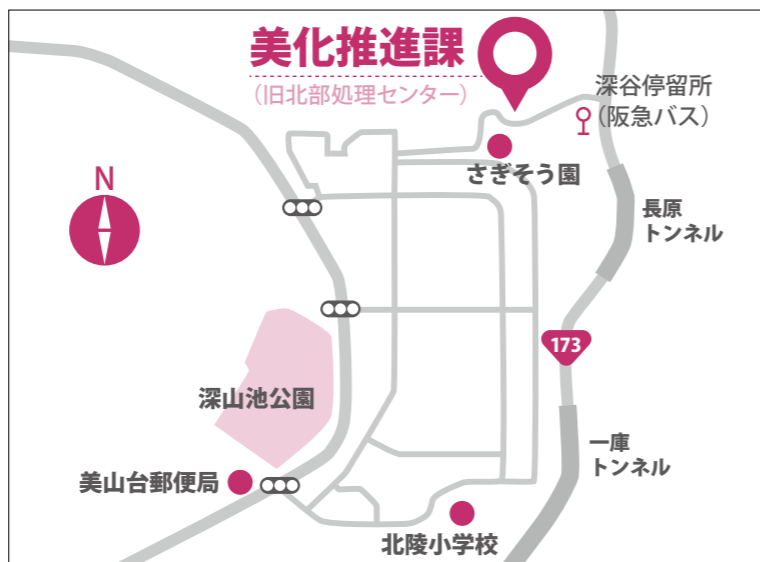 美化推進課
（旧北部処理センター）
深谷停留所
（阪急バス）
さぎそう園
N
長原
トンネル
173
深山池公園
一庫
トンネル
美山台郵便局
北陵小学校